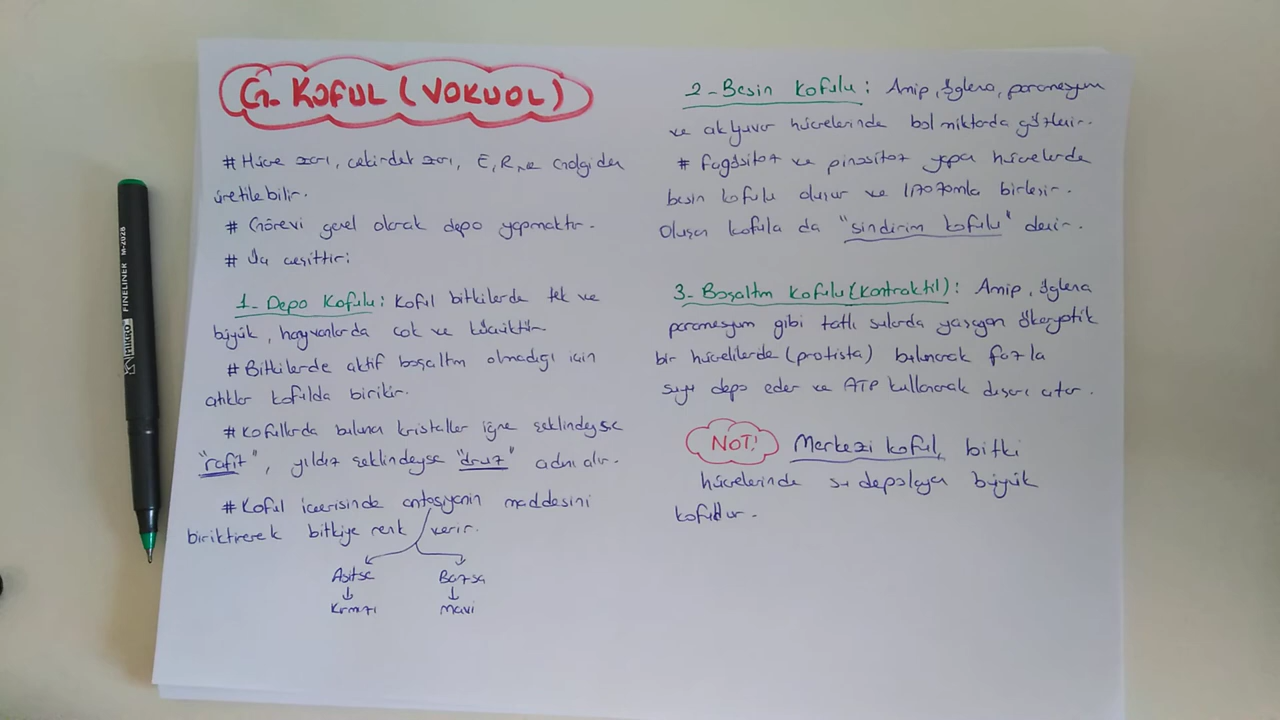 G. KOFUL (VOKUOL)
# Hücre zarı, çekirdek zarı, E.R, ve Golgiden
üretilebilir.
# Görevi genel olarak depo yapmaktır.
# Üç çeşittir:
1- Depo Kofulu: Koful bitkilerde tek ve
büyük, hayvanlarda çok ve küçüktür.
# Bitkilerde aktif boşaltım olmadığı için
atıklar kofulda birikir.
# Kofullarda buluna kristaller iğne şeklindeyse
"rafit", yıldız şeklindeyse "druz" adını alır.
# Koful içerisinde antosiyanin maddesini
biriktirerek bitkiye renk verir.
Asitse Bazsa
↓ ↓
Kırmızı Mavi
2- Besin Kofulu: Amip, öglena, paramesyum
ve akyuvar hücrelerinde bol miktarda gözlenir.
# Fagositoz ve pinositoz yapan hücrelerde
besin kofulu oluşur ve lizozomla birleşir.
Oluşan kofula da "sindirim kofulu" denir.
3- Boşaltım Kofulu (Kontraktil): Amip, öglena
paramesyum gibi tatlı sularda yaşayan ökaryotik
bir hücrelilerde (protista) bulunarak fazla
suyu depo eder ve ATP kullanarak dışarı atar.
NOT! Merkezi koful, bitki
hücrelerinde su depolayan büyük
kofuldur.
MIKRO FINELINER M-2028